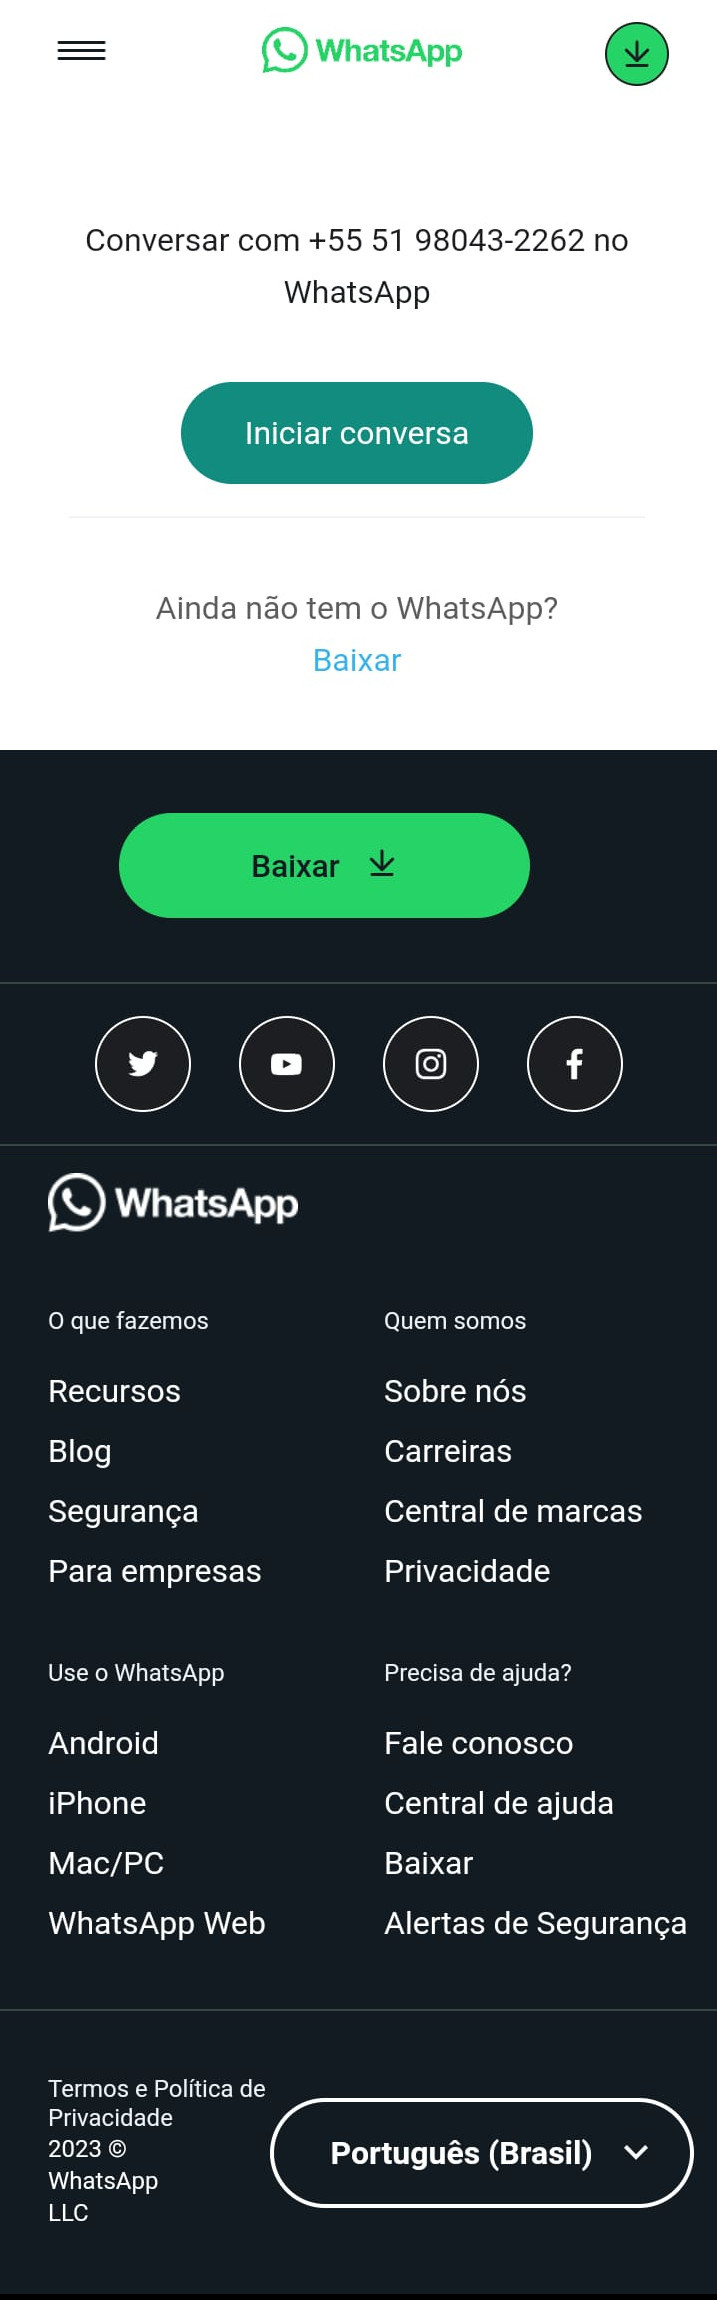 WhatsApp
Conversar com +55 51 98043-2262 no
WhatsApp
Iniciar conversa
Ainda não tem o WhatsApp?
Baixar
Baixar
WhatsApp
O que fazemos
Recursos
Blog
Segurança
Para empresas
Quem somos
Sobre nós
Carreiras
Central de marcas
Privacidade
Use o WhatsApp
Android
iPhone
Mac/PC
WhatsApp Web
Precisa de ajuda?
Fale conosco
Central de ajuda
Baixar
Alertas de Segurança
Termos e Política de
Privacidade
2023 ©
WhatsApp
LLC
Português (Brasil)